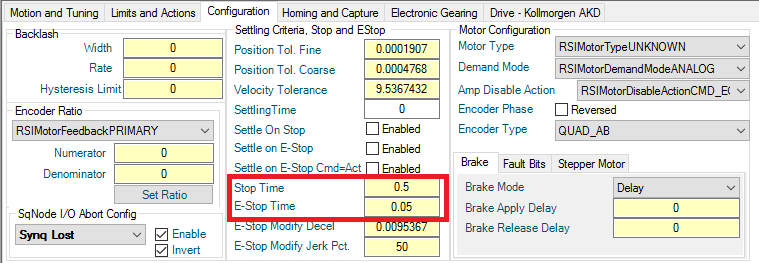 Motion and Tuning Limits and Actions Configuration Homing and Capture Electronic Gearing Drive - Kollmorgen AKD
Backlash
Width 0
Rate 0
Hysteresis Limit 0
Encoder Ratio
RSIMotorFeedbackPRIMARY
Numerator 0
Denominator 0
Set Ratio
SqNode I/O Abort Config
Synq Lost
Enable
Invert
Settling Criteria, Stop and EStop
Position Tol. Fine 0.0001907
Position Tol. Coarse 0.0004768
Velocity Tolerance 9.5367432
SettlingTime 0
Settle On Stop Enabled
Settle on E-Stop Enabled
Settle on E-Stop Cmd=Act Enabled
Stop Time 0.5
E-Stop Time 0.05
E-Stop Modify Decel 0.0095367
E-Stop Modify Jerk Pct. 50
Motor Configuration
Motor Type RSIMotorTypeUNKNOWN
Demand Mode RSIMotorDemandModeANALOG
Amp Disable Action RSIMotorDisableActionCMD_EQ
Encoder Phase Reversed
Encoder Type QUAD_AB
Brake Fault Bits Stepper Motor
Brake Mode Delay
Brake Apply Delay 0
Brake Release Delay 0